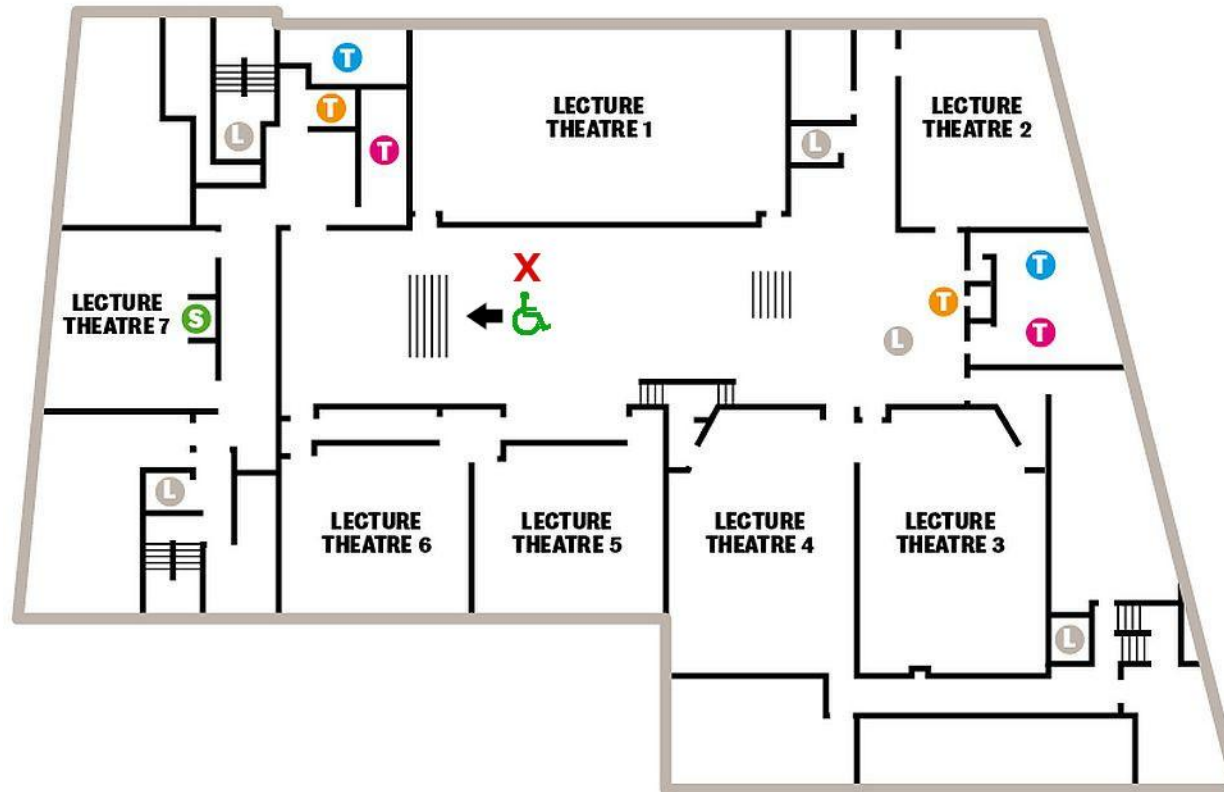 T
T
T
L
LECTURE
THEATRE 1
L
LECTURE
THEATRE 2
X
LECTURE
THEATRE 7
S
T
T
T
L
L
LECTURE
THEATRE 6
LECTURE
THEATRE 5
LECTURE
THEATRE 4
LECTURE
THEATRE 3
L